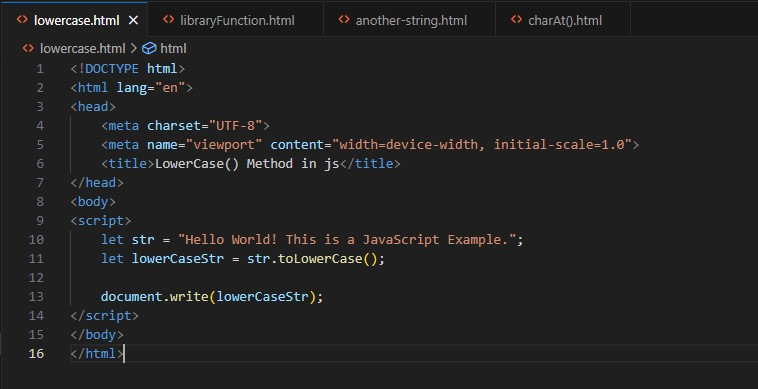 lowercase.html
libraryFunction.html
another-string.html
charAt().html
lowercase.html > html
1 <!DOCTYPE html>
2 <html lang="en">
3 <head>
4     <meta charset="UTF-8">
5     <meta name="viewport" content="width=device-width, initial-scale=1.0">
6     <title>LowerCase() Method in js</title>
7 </head>
8 <body>
9 <script>
10     let str = "Hello World! This is a JavaScript Example.";
11     let lowerCaseStr = str.toLowerCase();
12
13     document.write(lowerCaseStr);
14 </script>
15 </body>
16 </html>